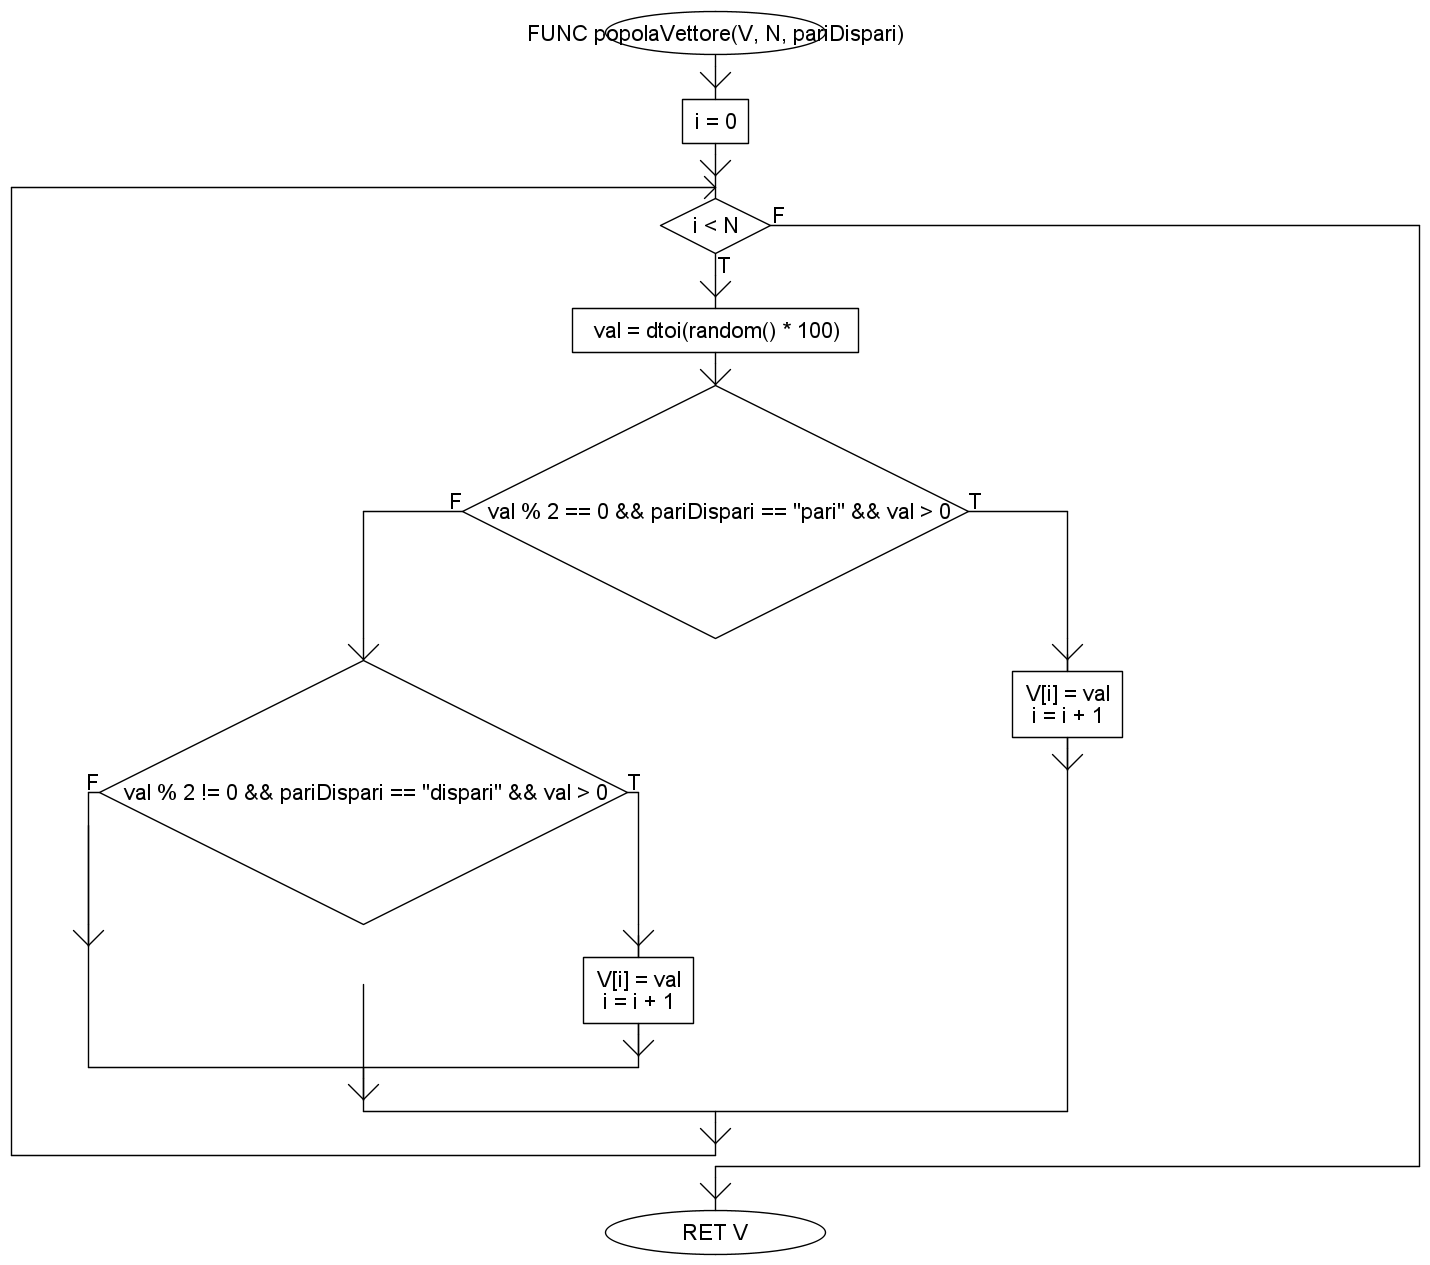 FUNC popolaVettore(V, N, pariDispari)
i = 0
i < N
F
T
val = dtoi(random() * 100)
F
val % 2 == 0 && pariDispari == "pari" && val > 0
T
V[i] = val
i = i + 1
F
val % 2 != 0 && pariDispari == "dispari" && val > 0
T
V[i] = val
i = i + 1
RET V